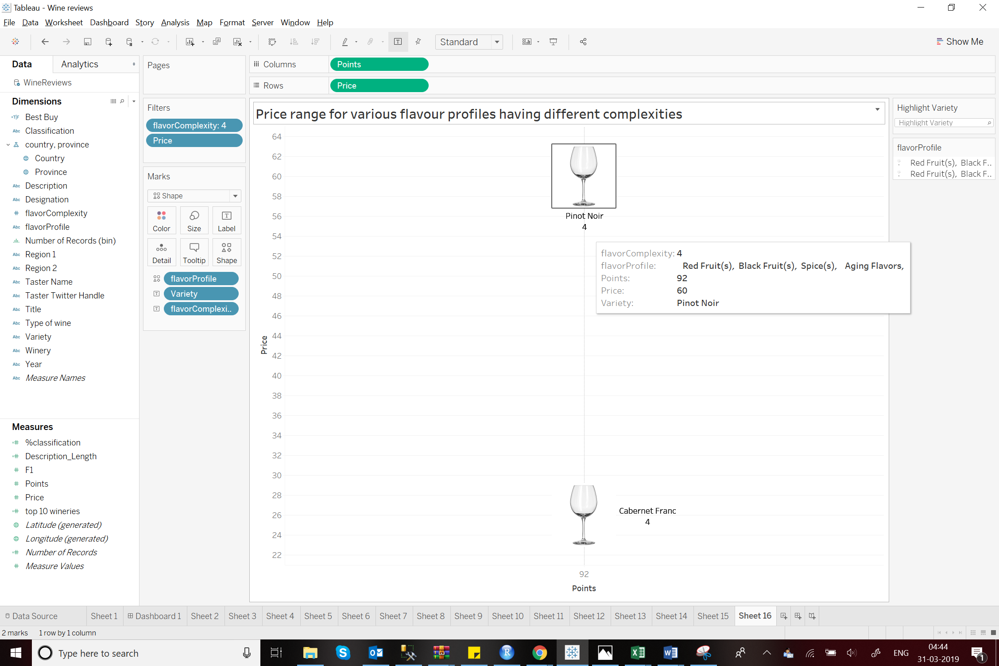 Tableau - Wine reviews
File Data Worksheet Dashboard Story Analysis Map Format Server Window Help
Standard
Show Me
Data Analytics
WineReviews
Dimensions
Best Buy
Classification
country, province
Country
Province
Description
Designation
flavorComplexity
flavorProfile
Number of Records (bin)
Region 1
Region 2
Taster Name
Taster Twitter Handle
Title
Type of wine
Variety
Winery
Year
Measure Names
Measures
%classification
Description_Length
F1
Points
Price
top 10 wineries
Latitude (generated)
Longitude (generated)
Number of Records
Measure Values
Pages
Filters
flavorComplexity: 4
Price
Marks
Shape
Color Size Label
Detail Tooltip Shape
flavorProfile
Variety
flavorComplexi..
Columns Points
Rows Price
Price range for various flavour profiles having different complexities
64
62
60
58
56
54
52
50
48
46
44
42
40
38
36
34
32
30
28
26
24
22
Price
Pinot Noir
4
flavorComplexity: 4
flavorProfile: Red Fruit(s), Black Fruit(s), Spice(s), Aging Flavors,
Points: 92
Price: 60
Variety: Pinot Noir
Cabernet Franc
4
92
Points
Highlight Variety
Highlight Variety
flavorProfile
Red Fruit(s), Black F..
Red Fruit(s), Black F..
Data Source Sheet 1 Dashboard 1 Sheet 2 Sheet 3 Sheet 4 Sheet 5 Sheet 6 Sheet 7 Sheet 8 Sheet 9 Sheet 10 Sheet 11 Sheet 12 Sheet 13 Sheet 14 Sheet 15 Sheet 16
2 marks 1 row by 1 column
Type here to search
ENG
04:44
31-03-2019
1